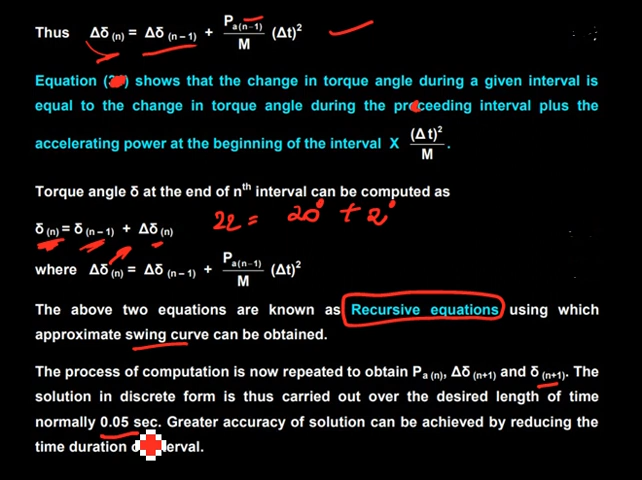 Thus Δδ (n) = Δδ (n – 1) + P a(n–1) / M (Δt)²
Equation ( ) shows that the change in torque angle during a given interval is
equal to the change in torque angle during the preceeding interval plus the
accelerating power at the beginning of the interval X (Δ t)² / M .
Torque angle δ at the end of nth interval can be computed as
δ (n) = δ (n – 1) + Δδ (n) 22 = 20° + 2°
where Δδ (n) = Δδ (n – 1) + P a(n–1) / M (Δt)²
The above two equations are known as Recursive equations using which
approximate swing curve can be obtained.
The process of computation is now repeated to obtain P a (n), Δδ (n+1) and δ (n+1). The
solution in discrete form is thus carried out over the desired length of time
normally 0.05 sec. Greater accuracy of solution can be achieved by reducing the
time duration